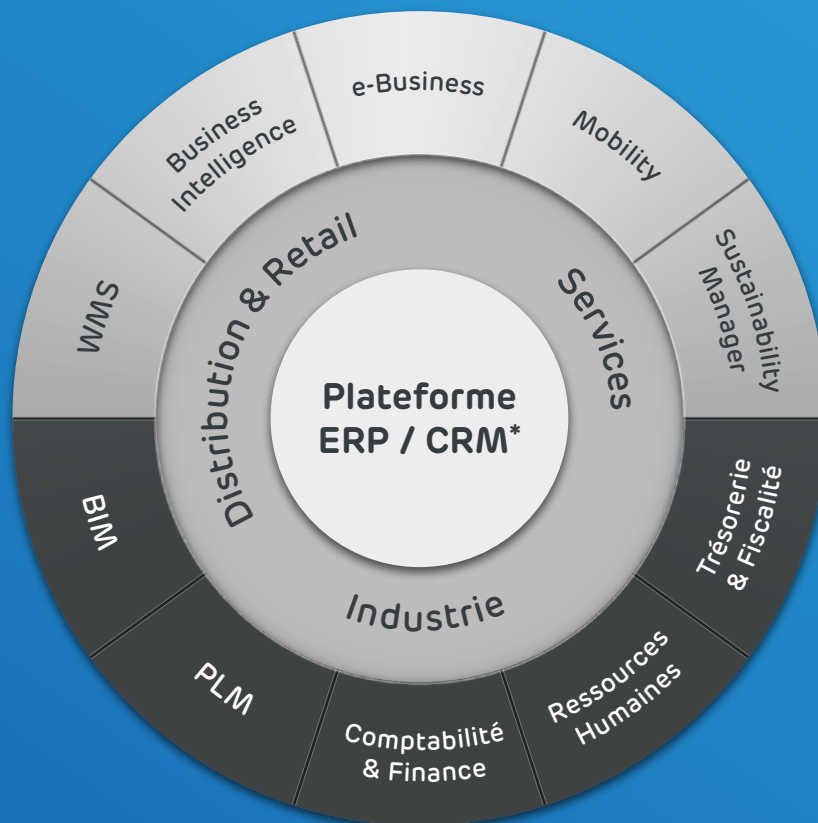 e-Business
Mobility
Sustainability
Manager
Trésorerie
& Fiscalité
Ressources
Humaines
Comptabilité
& Finance
PLM
BIM
WMS
Business
Intelligence
Distribution & Retail
Services
Industrie
Plateforme
ERP / CRM*